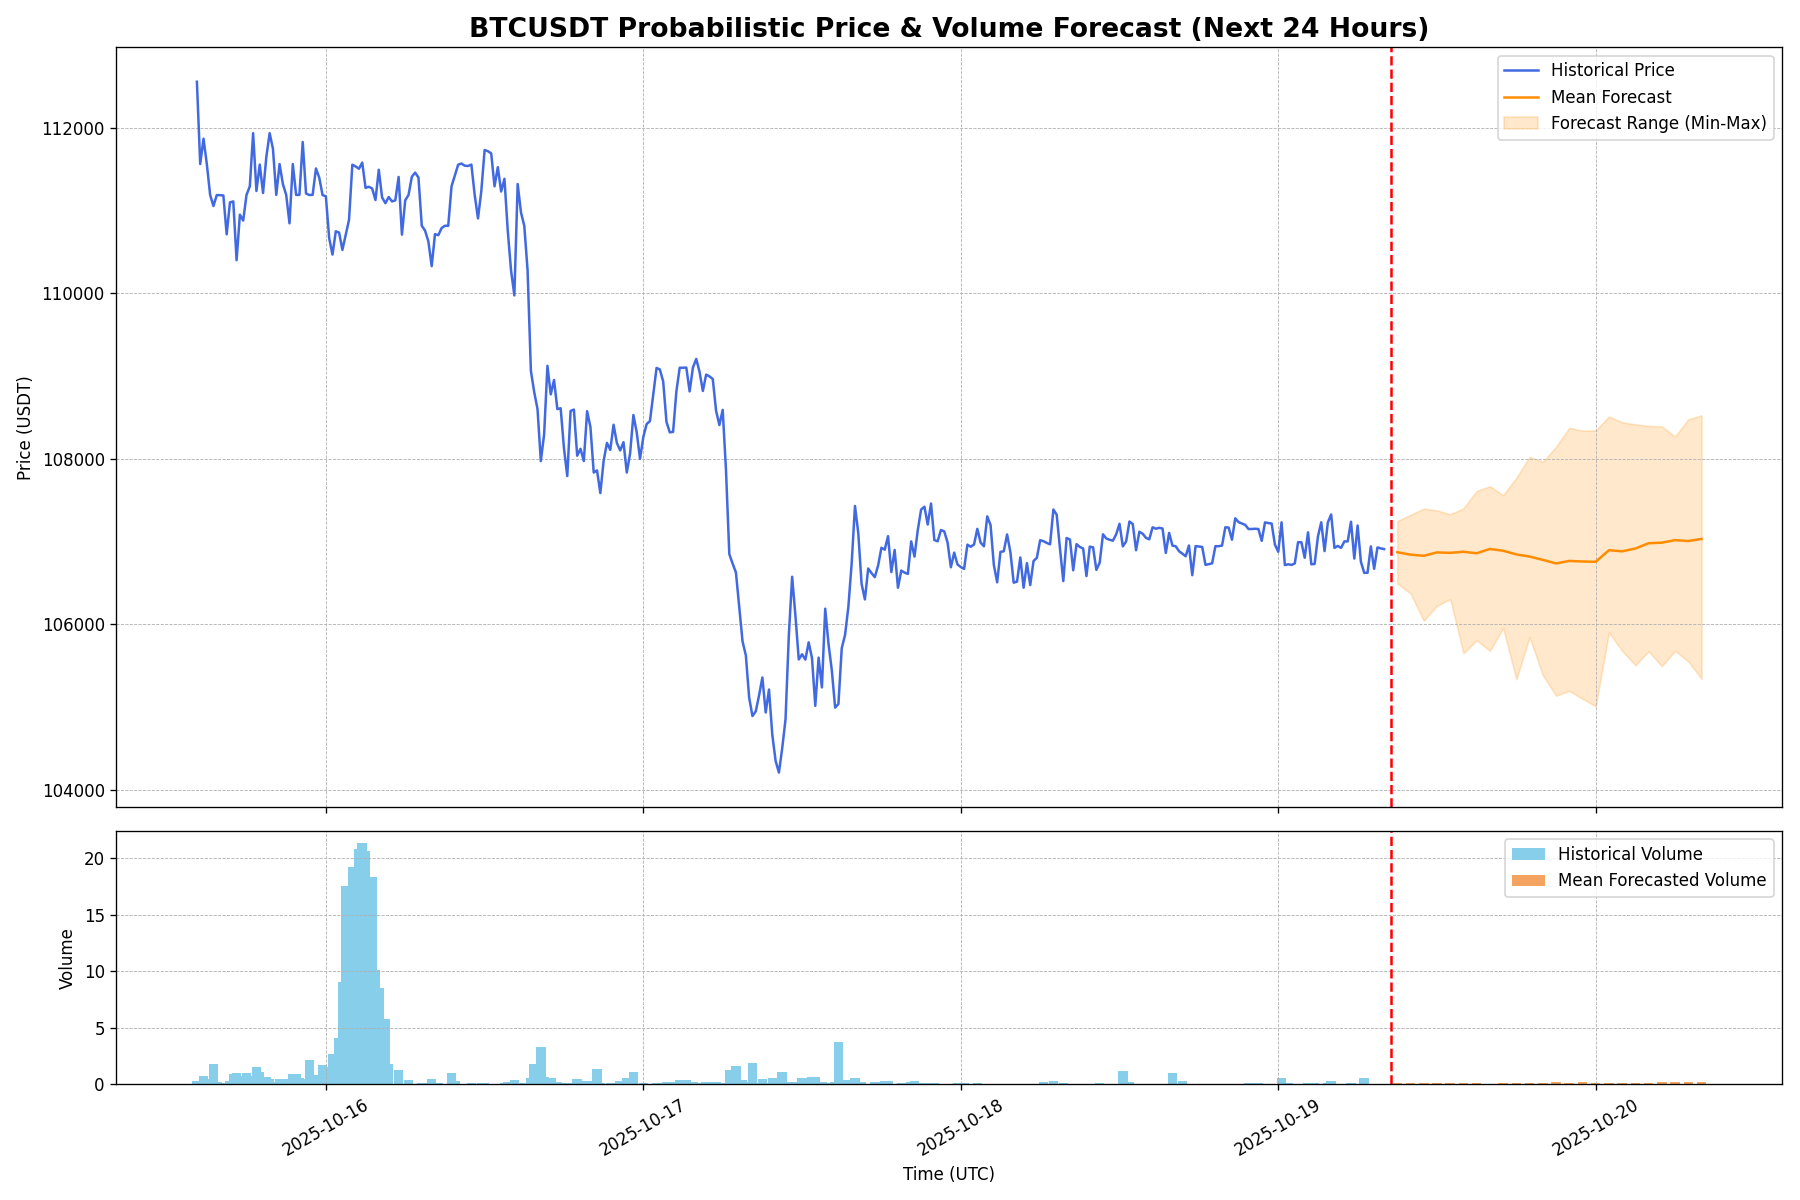 BTCUSDT Probabilistic Price & Volume Forecast (Next 24 Hours)
Historical Price
Mean Forecast
Forecast Range (Min-Max)
112000
110000
108000
106000
104000
Price (USDT)
Historical Volume
Mean Forecasted Volume
20
15
10
5
0
Volume
2025-10-16
2025-10-17
2025-10-18
2025-10-19
2025-10-20
Time (UTC)